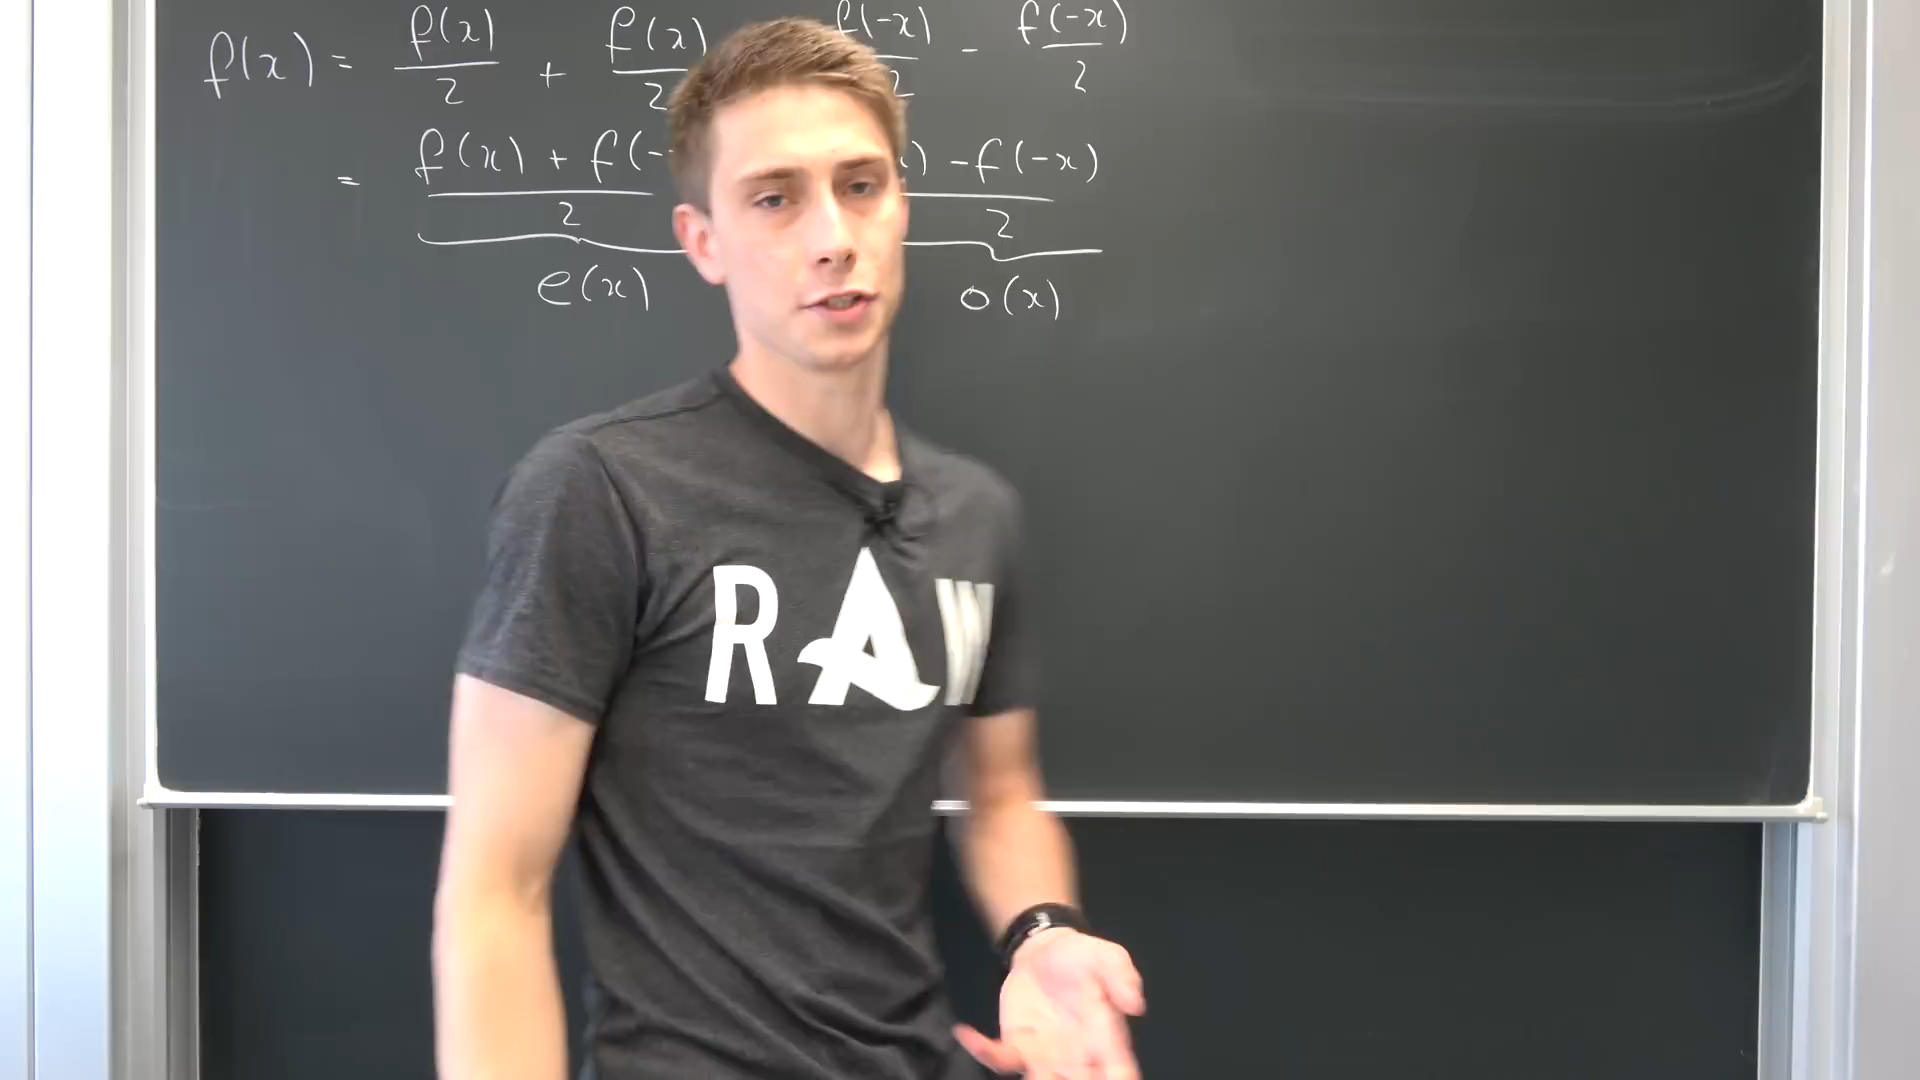 f(x) = f(x)/2 + f(x)/2 f(-x)/2 - f(-x)/2
= f(x) + f(- /2 ) - f(-x)/2
e(x) o(x)
RAW